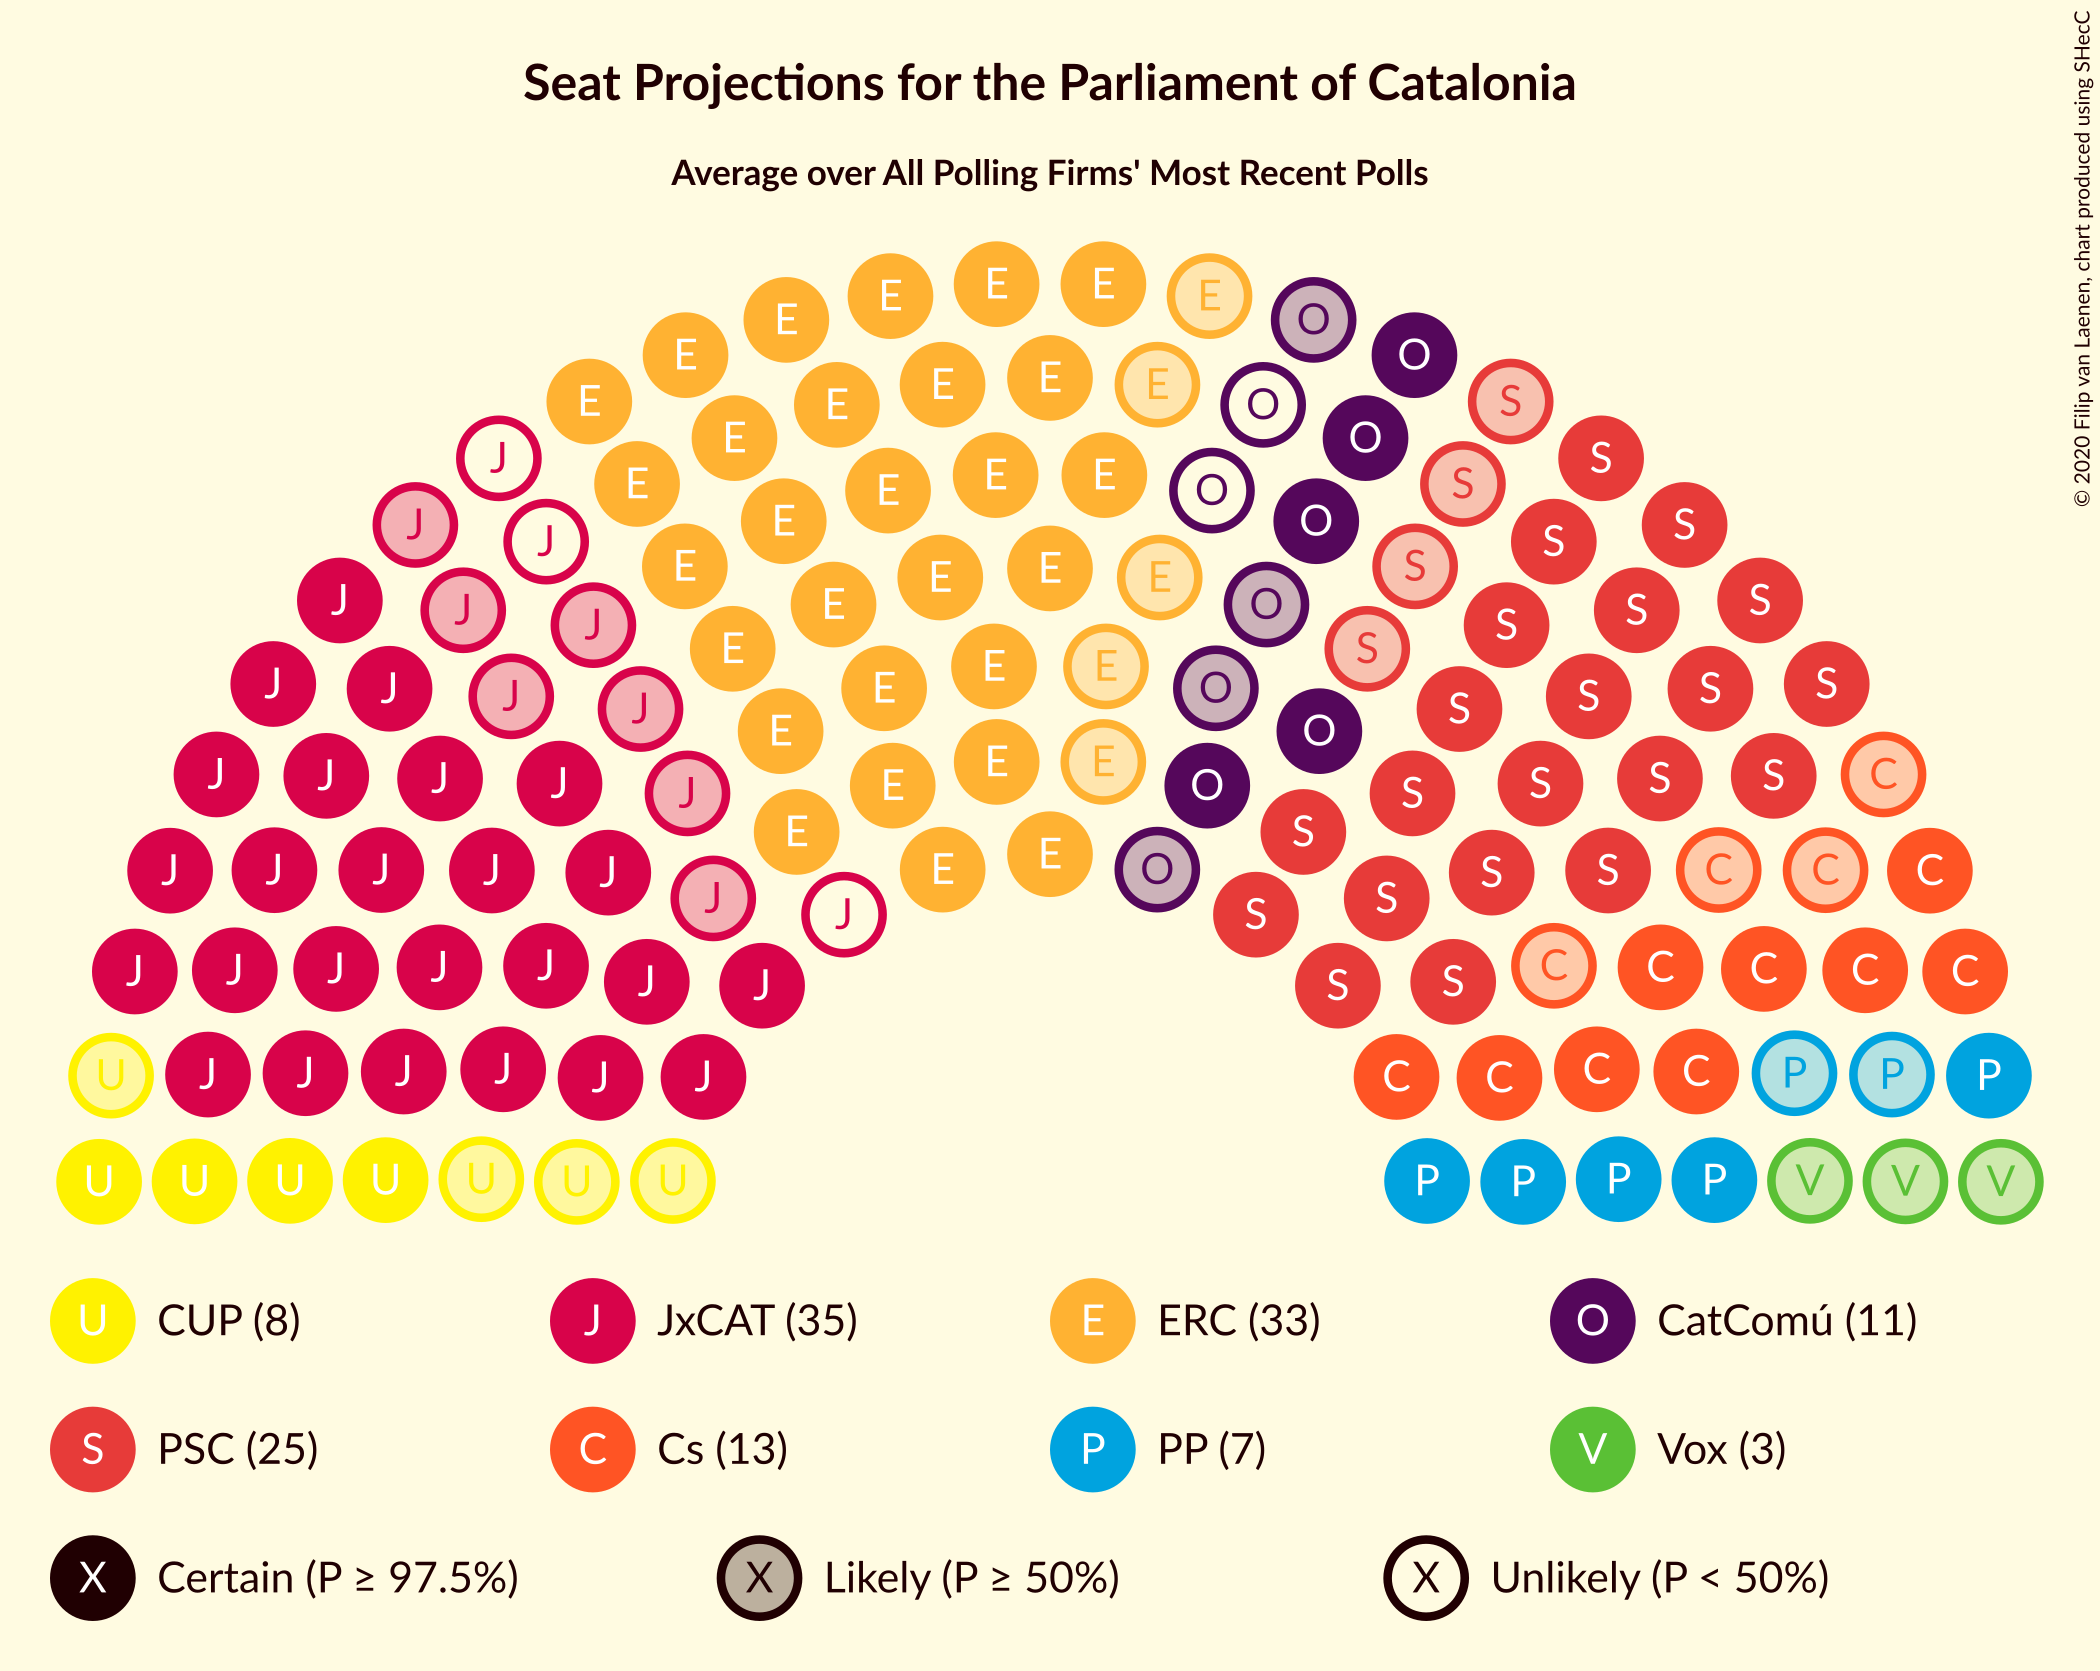 © 2020 Filip van Laenen, chart produced using SHecC
Seat Projections for the Parliament of Catalonia
Average over All Polling Firms' Most Recent Polls
E E
E E
E O
E O
E E E
E E O S
E O
J S
E E
E E O S
J E O S
J S
E E S
E E
J E O S
J S
J S
E S
E E
J J J E O S S S
J S
E O
E E
J J J J E O S S S C
J S
E S
E
J J J J J E O S S C C C
J S
J S
J J J J J J J S S C C C C C
U J J J J J J C C C C P P P
U U U U U U U P P P P V V V
U CUP (8) J JxCAT (35) E ERC (33) O CatComú (11)
S PSC (25) C Cs (13) P PP (7) V Vox (3)
X Certain (P ≥ 97.5%) X Likely (P ≥ 50%) X Unlikely (P < 50%)